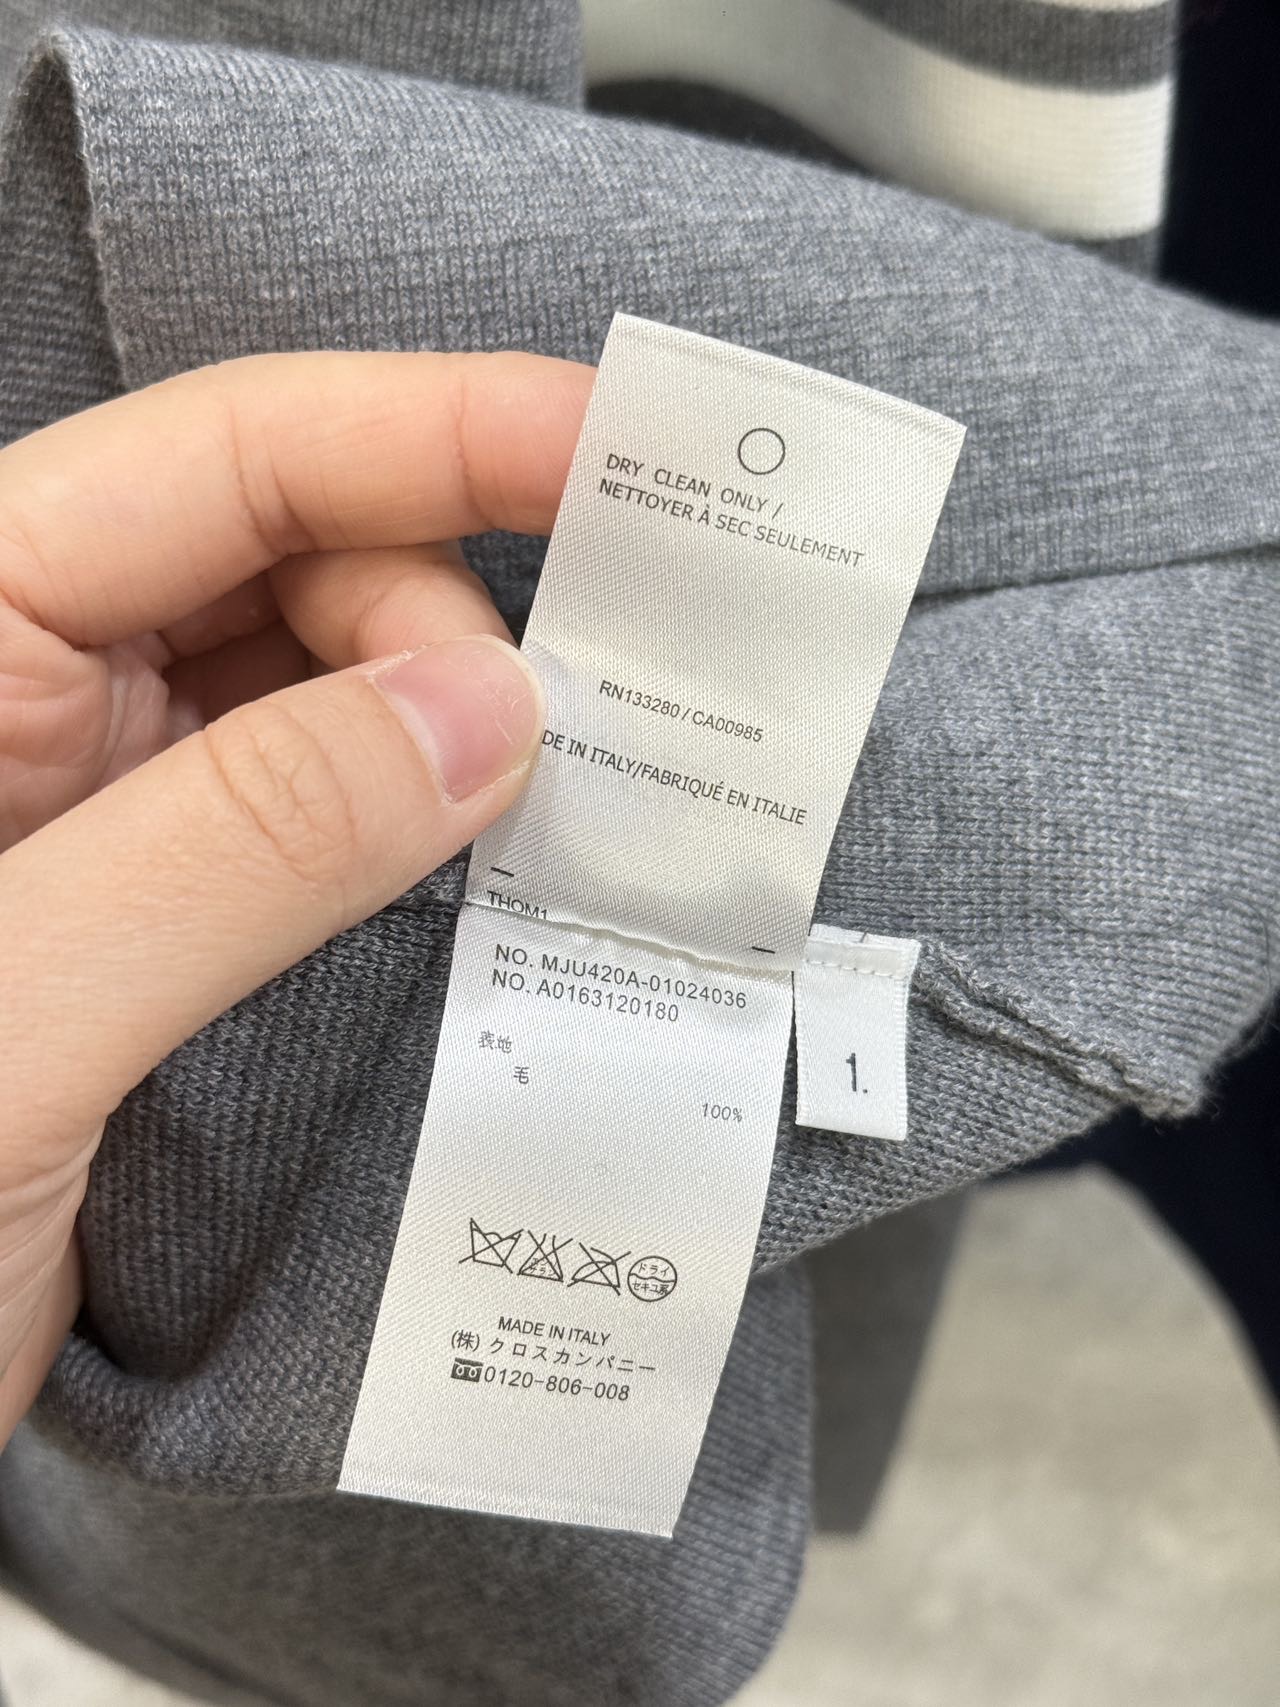 DRY CLEAN ONLY /
NETTOYER À SEC SEULEMENT
RN133280 / CA00985
DE IN ITALY/FABRIQUÉ EN ITALIE
THOM1
NO. MJU420A-01024036
NO. A0163120180
表地
毛
100%
ドライ
セキユ系
MADE IN ITALY
(株) クロスカンパニー
0120-806-008
1.